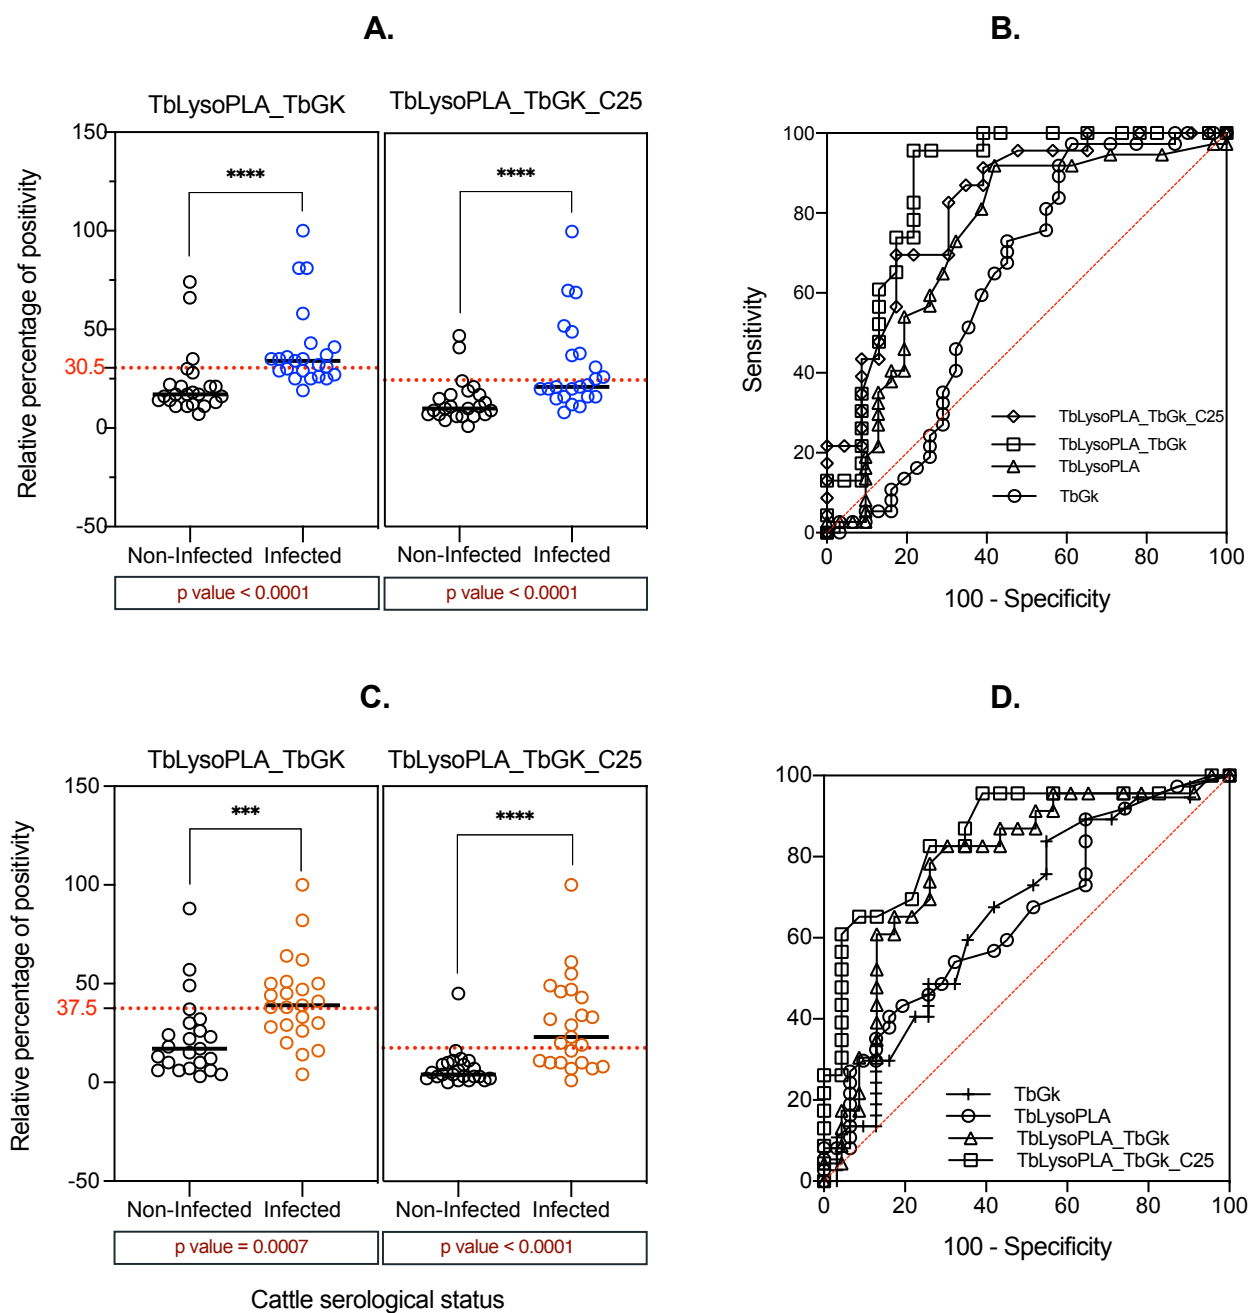 A.
B.
TbLysoPLA_TbGK
TbLysoPLA_TbGK_C25
Relative percentage of positivity
150
100
50
30.5
0
-50
****
****
Non-Infected
Infected
Non-Infected
Infected
p value < 0.0001
p value < 0.0001
Sensitivity
100
80
60
40
20
0
TbLysoPLA_TbGk_C25
TbLysoPLA_TbGk
TbLysoPLA
TbGk
0
20
40
60
80
100
100 - Specificity
C.
D.
TbLysoPLA_TbGK
TbLysoPLA_TbGK_C25
Relative percentage of positivity
150
100
50
37.5
0
-50
***
****
Non-Infected
Infected
Non-Infected
Infected
p value = 0.0007
p value < 0.0001
Cattle serological status
100
80
60
40
20
0
TbGk
TbLysoPLA
TbLysoPLA_TbGk
TbLysoPLA_TbGk_C25
0
20
40
60
80
100
100 - Specificity